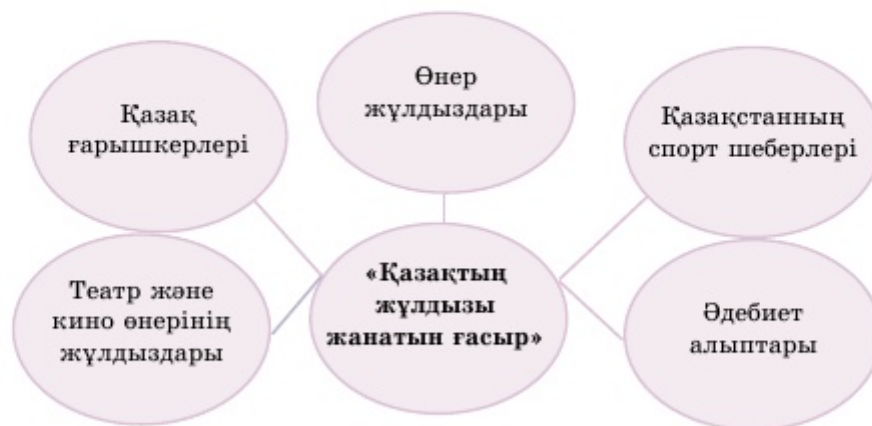 Өнер
жұлдыздары
Қазақ
ғарышкерлері
Қазақстанның
спорт шеберлері
«Қазақтың
жұлдызы
жанатын ғасыр»
Театр және
кино өнерінің
жұлдыздары
Әдебиет
алыптары